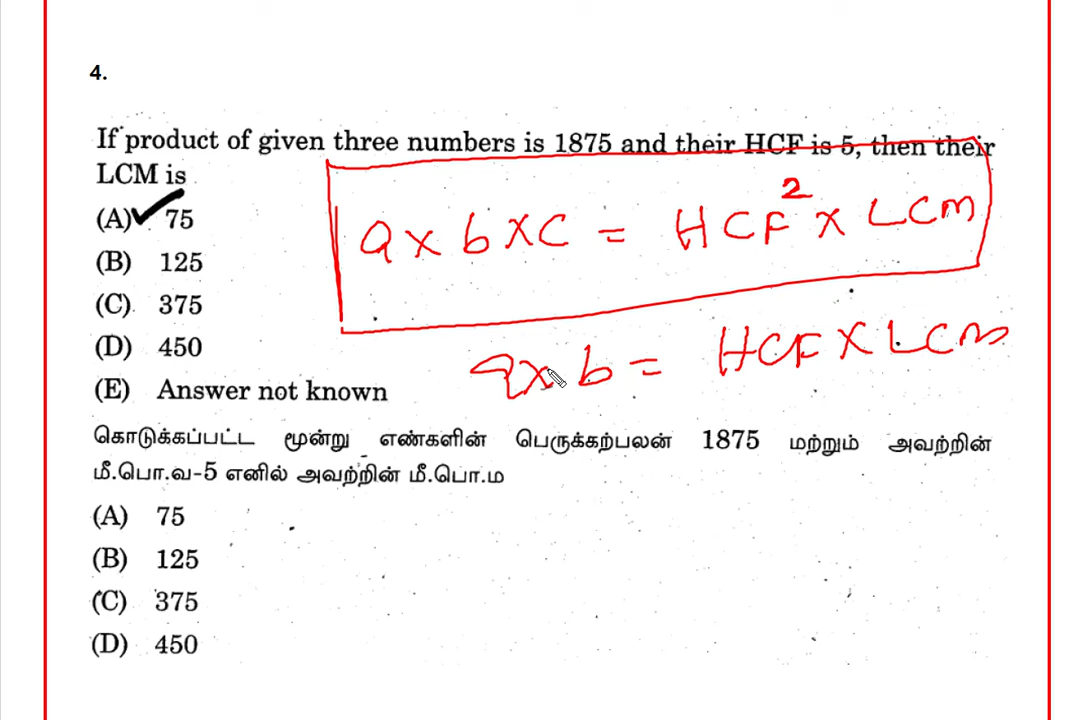 4.
If product of given three numbers is 1875 and their HCF is 5, then their
LCM is
(A) 75
a x b x c = HCF² x LCM
(B) 125
(C) 375
(D) 450
a x b = HCF x LCM
(E) Answer not known
கொடுக்கப்பட்ட மூன்று எண்களின் பெருக்கற்பலன் 1875 மற்றும் அவற்றின்
மீ.பொ.வ-5 எனில் அவற்றின் மீ.பொ.ம
(A) 75
(B) 125
(C) 375
(D) 450